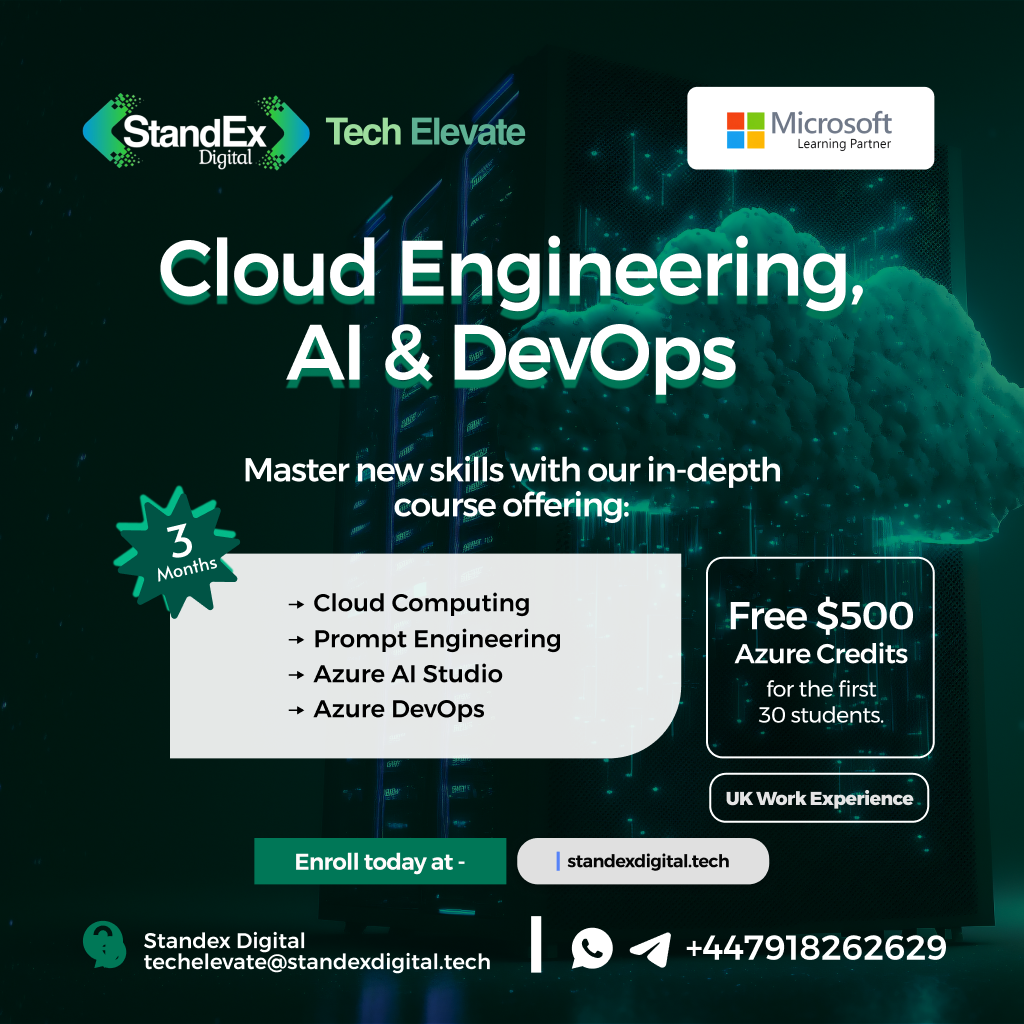 StandEx
Digital
Tech Elevate
Microsoft
Learning Partner
Cloud Engineering,
AI & DevOps
Master new skills with our in-depth
course offering:
3
Months
→ Cloud Computing
→ Prompt Engineering
→ Azure AI Studio
→ Azure DevOps
Free $500
Azure Credits
for the first
30 students.
UK Work Experience
Enroll today at -
standexdigital.tech
Standex Digital
techelevate@standexdigital.tech
+447918262629